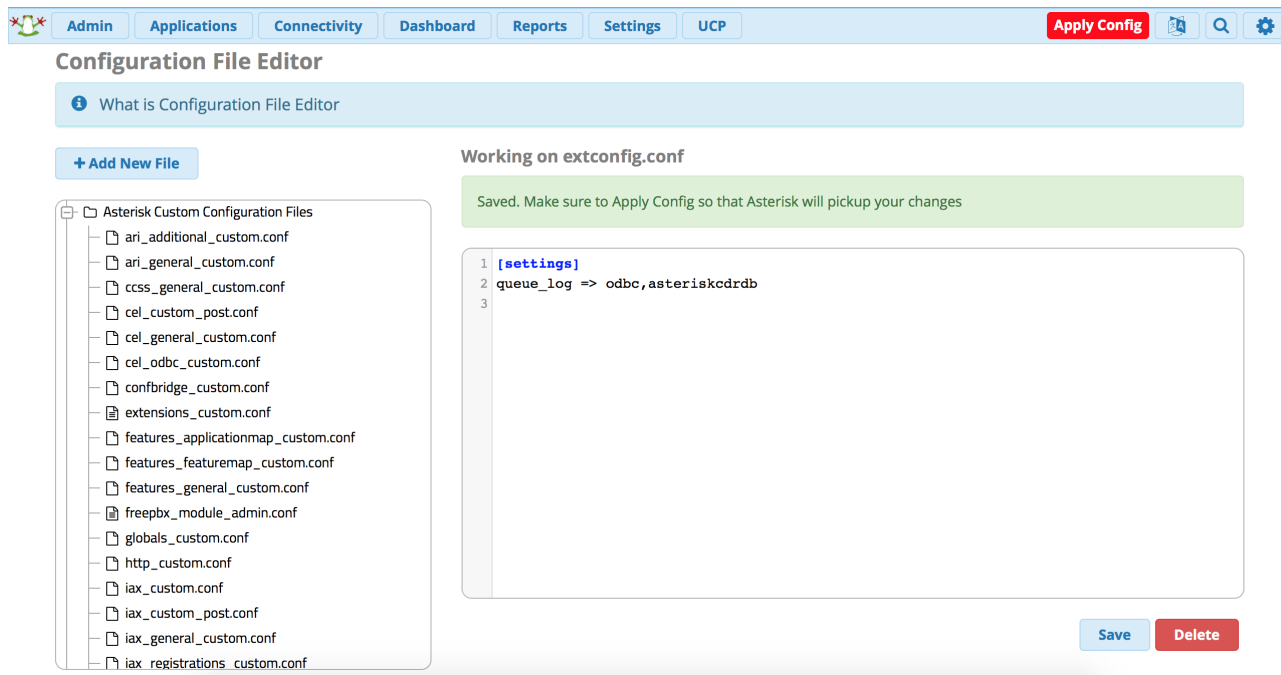 Admin Applications Connectivity Dashboard Reports Settings UCP Apply Config
Configuration File Editor
What is Configuration File Editor
+ Add New File
Asterisk Custom Configuration Files
ari_additional_custom.conf
ari_general_custom.conf
ccss_general_custom.conf
cel_custom_post.conf
cel_general_custom.conf
cel_odbc_custom.conf
confbridge_custom.conf
extensions_custom.conf
features_applicationmap_custom.conf
features_featuremap_custom.conf
features_general_custom.conf
freepbx_module_admin.conf
globals_custom.conf
http_custom.conf
iax_custom.conf
iax_custom_post.conf
iax_general_custom.conf
iax_registrations_custom.conf
Working on extconfig.conf
Saved. Make sure to Apply Config so that Asterisk will pickup your changes
1 [settings]
2 queue_log => odbc,asteriskcdrdb
3
Save Delete